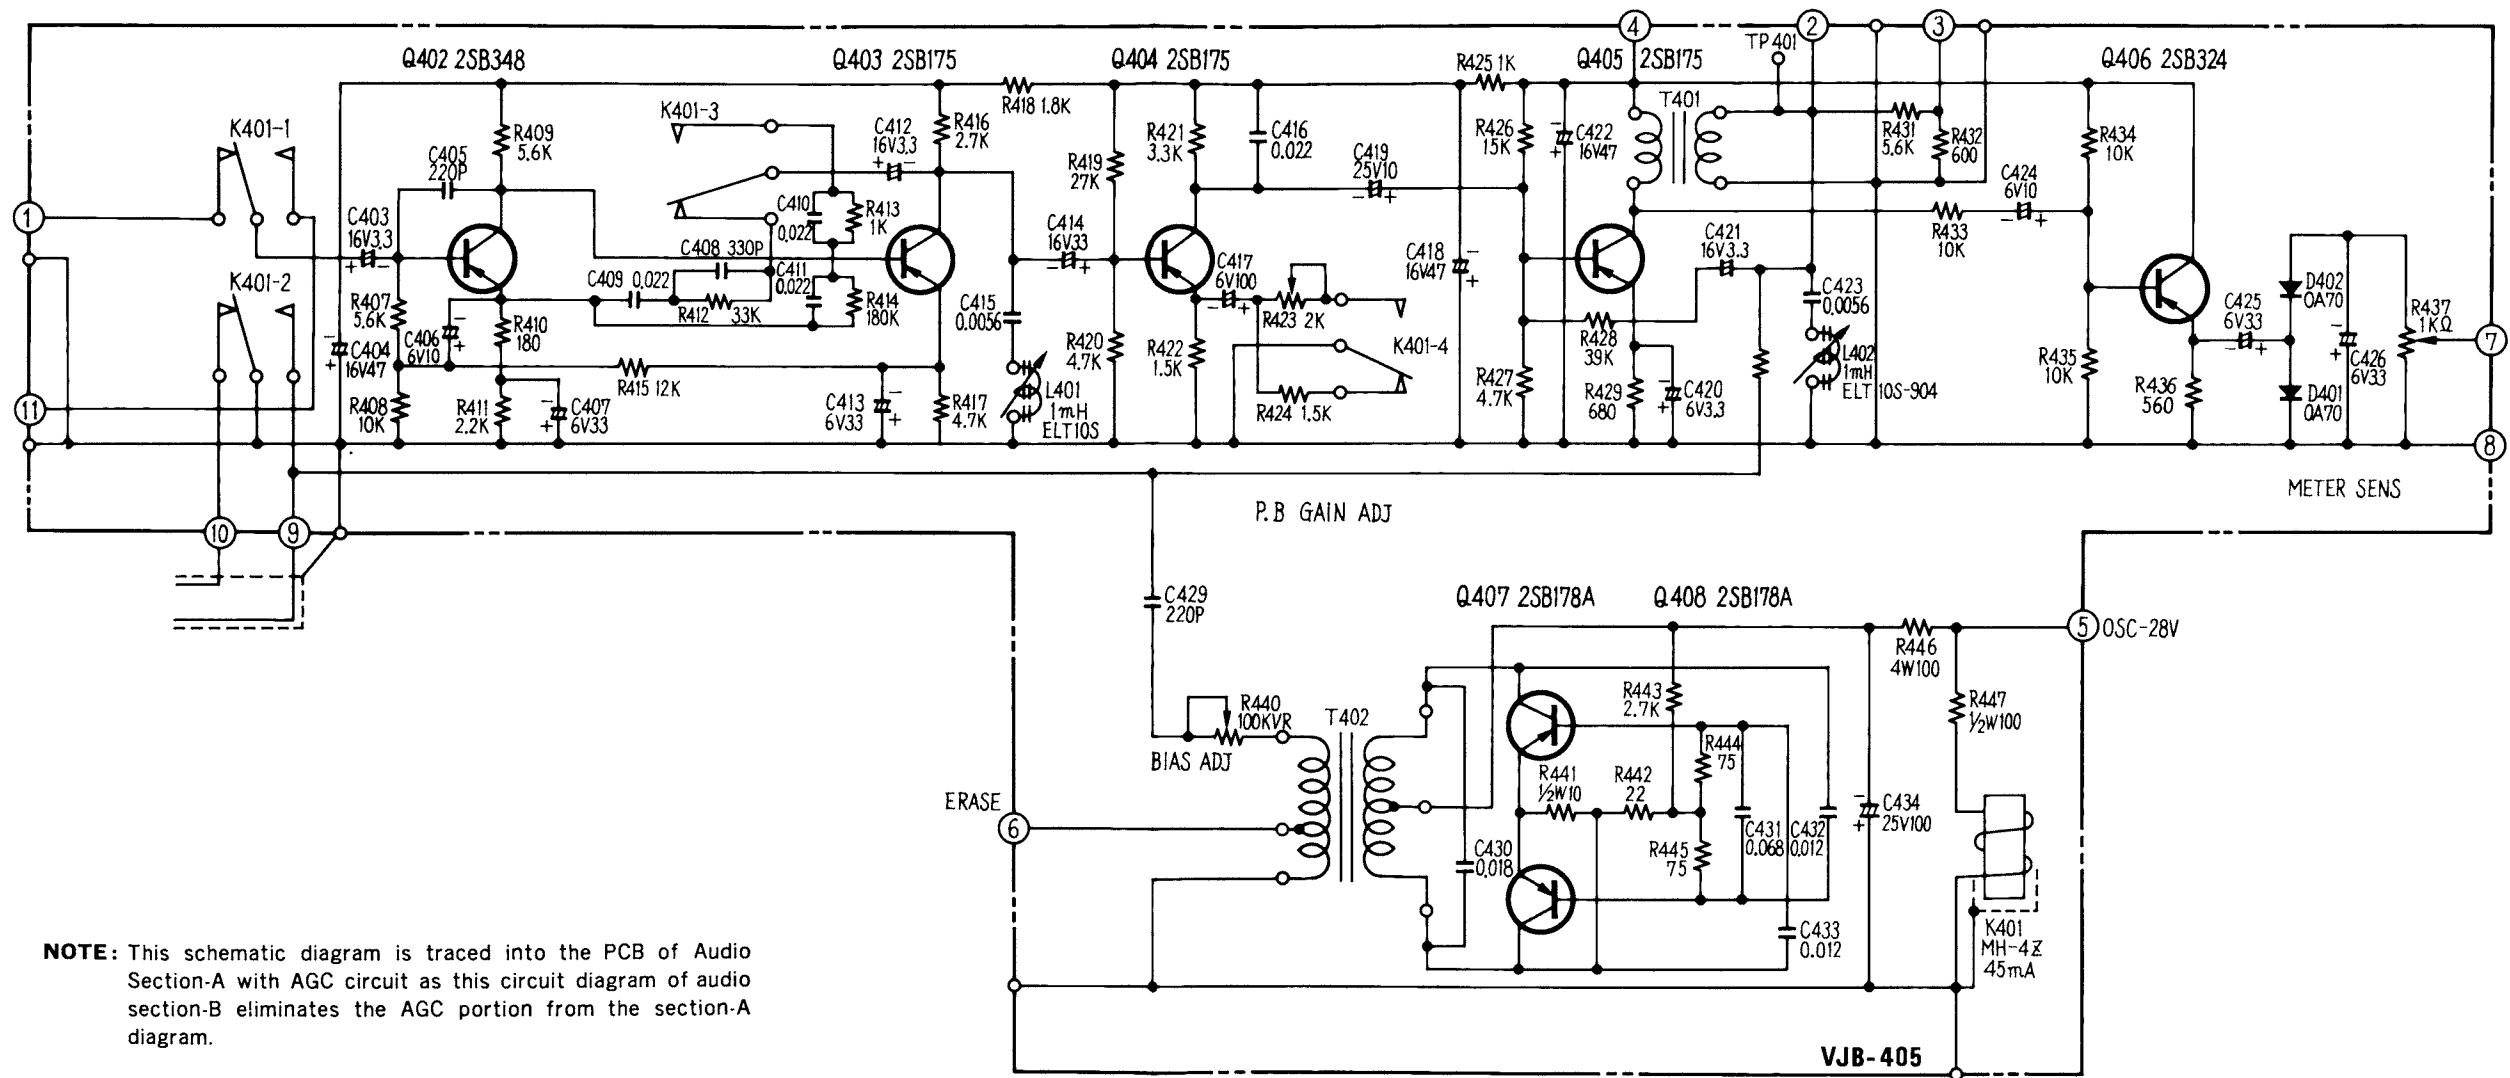 ④
②
③
Q402 2SB348
Q403 2SB175
Q404 2SB175
R425 1K
Q405 2SB175
TP401
Q406 2SB324
K401-1
K401-3
R418 1.8K
T401
R409
5.6K
C412
16V3.3
+ -
R416
2.7K
R421
3.3K
C416
0.022
R426
15K
C422
16V47
R431
5.6K
R432
600
R434
10K
C405
220P
R419
27K
C419
25V10
- +
C424
6V10
- +
①
C403
16V3.3
+ -
C410
0.022
R413
1K
C414
16V33
- +
C418
16V47
C421
16V3.3
- +
R433
10K
C408 330P
C409 0.022
C411
0.022
R414
180K
R412 33K
C417
6V100
- +
R423 2K
K401-2
R407
5.6K
C406
6V10
R410
180
C415
0.0056
C423
0.0056
C425
6V33
- +
D402
OA70
R437
1KΩ
⑦
C404
16V47
R415 12K
R420
4.7K
R422
1.5K
K401-4
R428
39K
L402
1mH
ELT 10S-904
R435
10K
R436
560
C426
6V33
D401
OA70
⑪
R408
10K
R411
2.2K
C407
6V33
C413
6V33
R417
4.7K
L401
1mH
ELT10S
R424 1.5K
R427
4.7K
R429
680
C420
6V3.3
⑧
METER SENS
P.B GAIN ADJ
⑩
⑨
C429
220P
Q407 2SB178A
Q408 2SB178A
⑤ OSC-28V
R446
4W100
R440
100KVR
BIAS ADJ
T402
R443
2.7K
R447
½W100
R444
75
R441
½W10
R442
22
ERASE
⑥
C430
0.018
R445
75
C431
0.068
C432
0.012
C434
25V100
C433
0.012
K401
MH-4Z
45mA
NOTE: This schematic diagram is traced into the PCB of Audio
Section-A with AGC circuit as this circuit diagram of audio
section-B eliminates the AGC portion from the section-A
diagram.
VJB-405